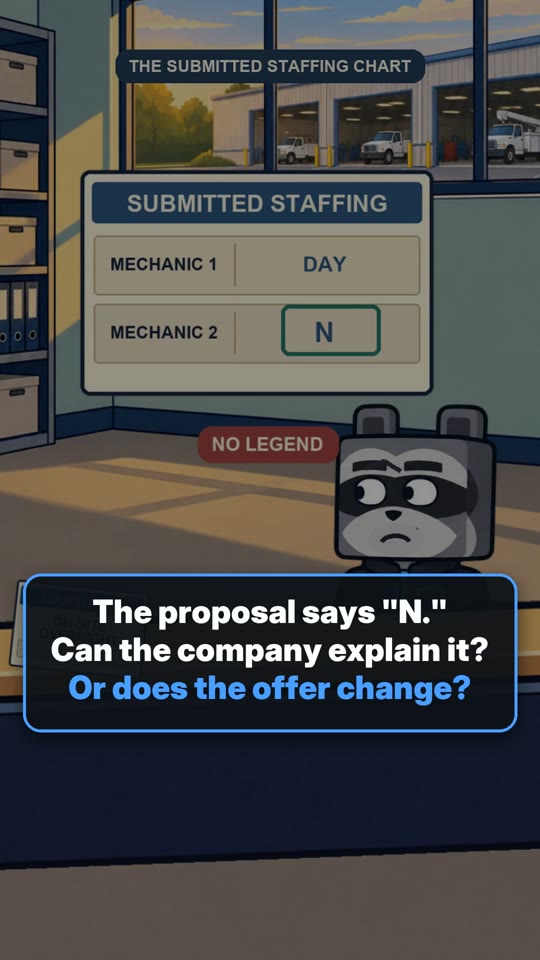 THE SUBMITTED STAFFING CHART
SUBMITTED STAFFING
MECHANIC 1 DAY
MECHANIC 2 N
NO LEGEND
The proposal says "N."
Can the company explain it?
Or does the offer change?